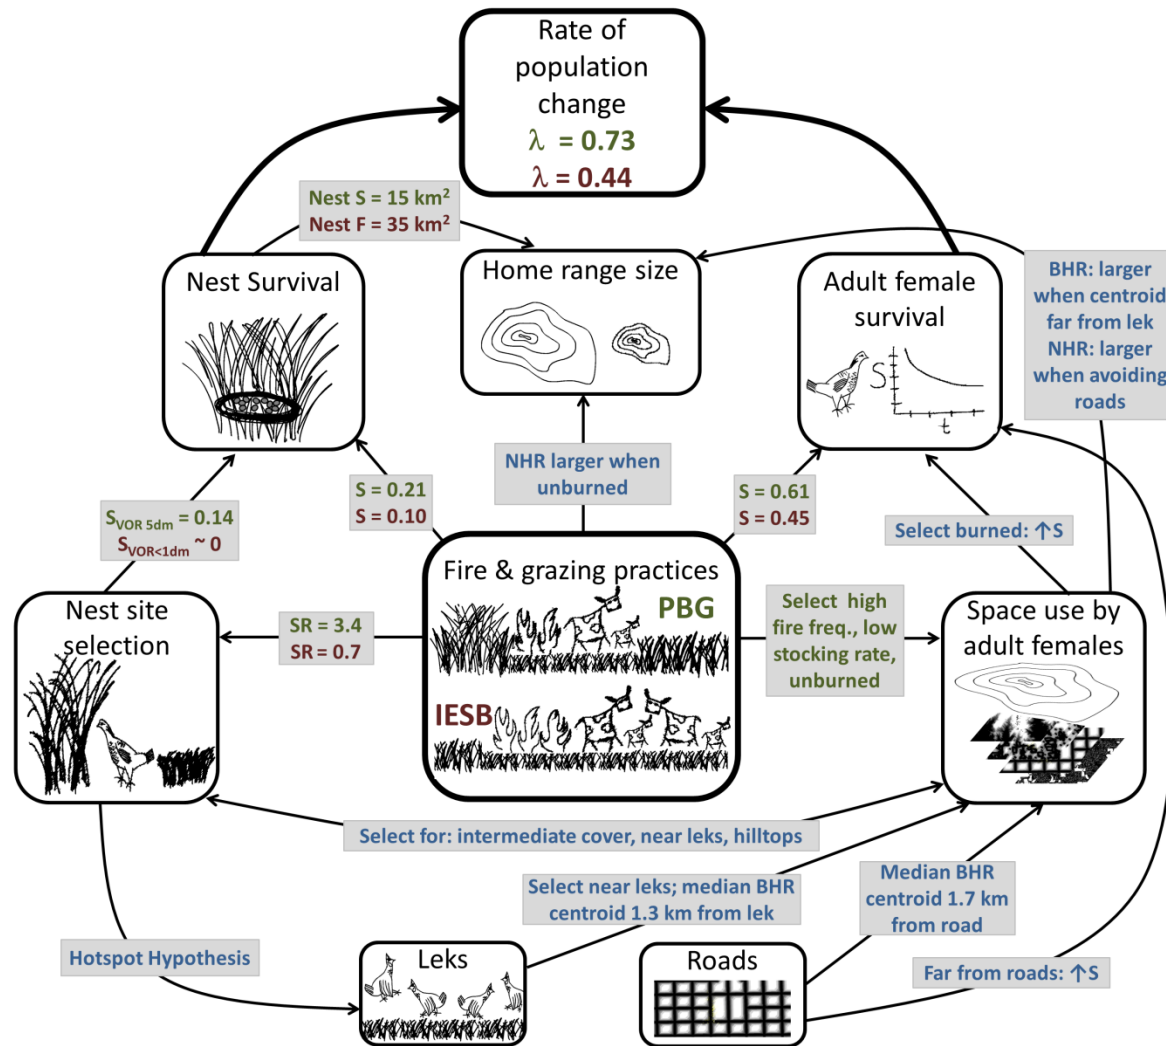 Rate of
population
change
λ = 0.73
λ = 0.44
Nest S = 15 km²
Nest F = 35 km²
Nest Survival
Home range size
Adult female
survival
S
t
BHR: larger
when centroid
far from lek
NHR: larger
when avoiding
roads
NHR larger when
unburned
S = 0.21
S = 0.10
S = 0.61
S = 0.45
S_VOR 5dm = 0.14
S_VOR<1dm ~ 0
Select burned: ↑S
Fire & grazing practices
PBG
IESB
Nest site
selection
SR = 3.4
SR = 0.7
Select high
fire freq., low
stocking rate,
unburned
Space use by
adult females
Select for: intermediate cover, near leks, hilltops
Select near leks; median BHR
centroid 1.3 km from lek
Median BHR
centroid 1.7 km
from road
Hotspot Hypothesis
Leks
Roads
Far from roads: ↑S